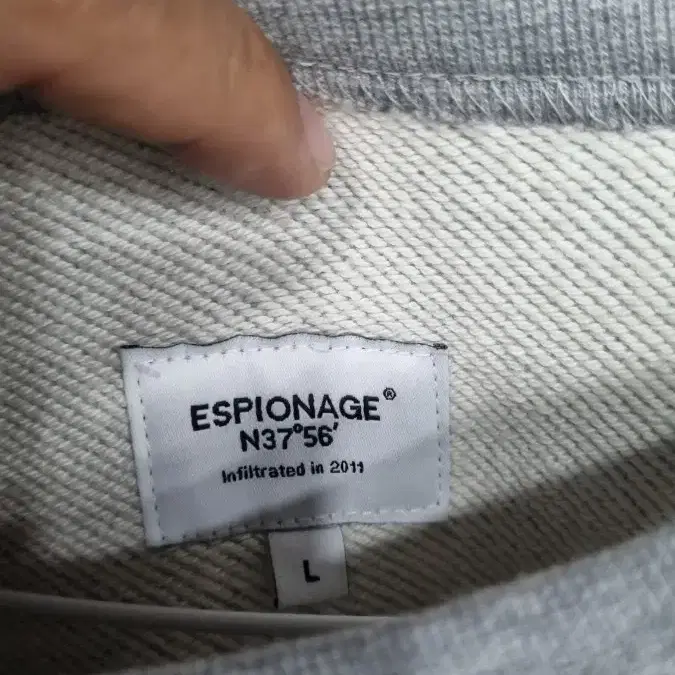 ESPIONAGE®
N37°56'
Infiltrated in 2011
L